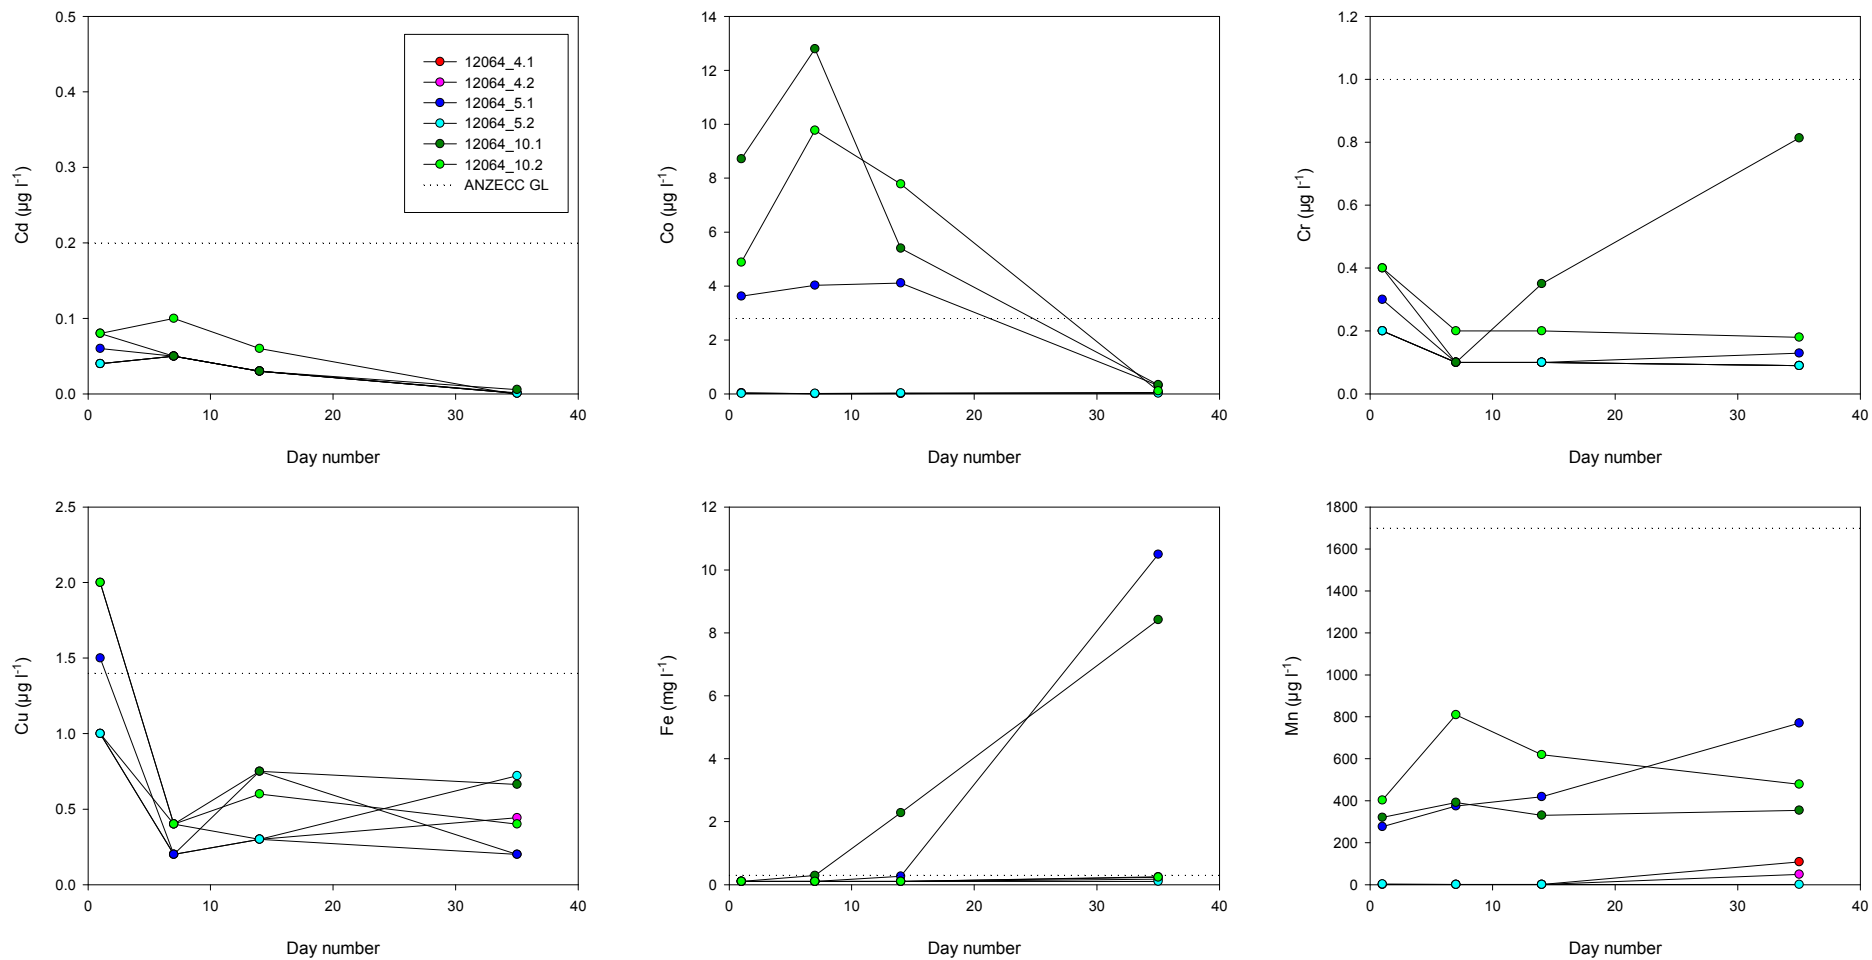 0.5
0.4
0.3
0.2
0.1
0.0
Cd (µg l-1)
0 10 20 30 40
Day number
12064_4.1
12064_4.2
12064_5.1
12064_5.2
12064_10.1
12064_10.2
ANZECC GL
14
12
10
8
6
4
2
0
Co (µg l-1)
0 10 20 30 40
Day number
1.2
1.0
0.8
0.6
0.4
0.2
0.0
Cr (µg l-1)
0 10 20 30 40
Day number
2.5
2.0
1.5
1.0
0.5
0.0
Cu (µg l-1)
0 10 20 30 40
Day number
12
10
8
6
4
2
0
Fe (mg l-1)
0 10 20 30 40
Day number
1800
1600
1400
1200
1000
800
600
400
200
0
Mn (µg l-1)
0 10 20 30 40
Day number